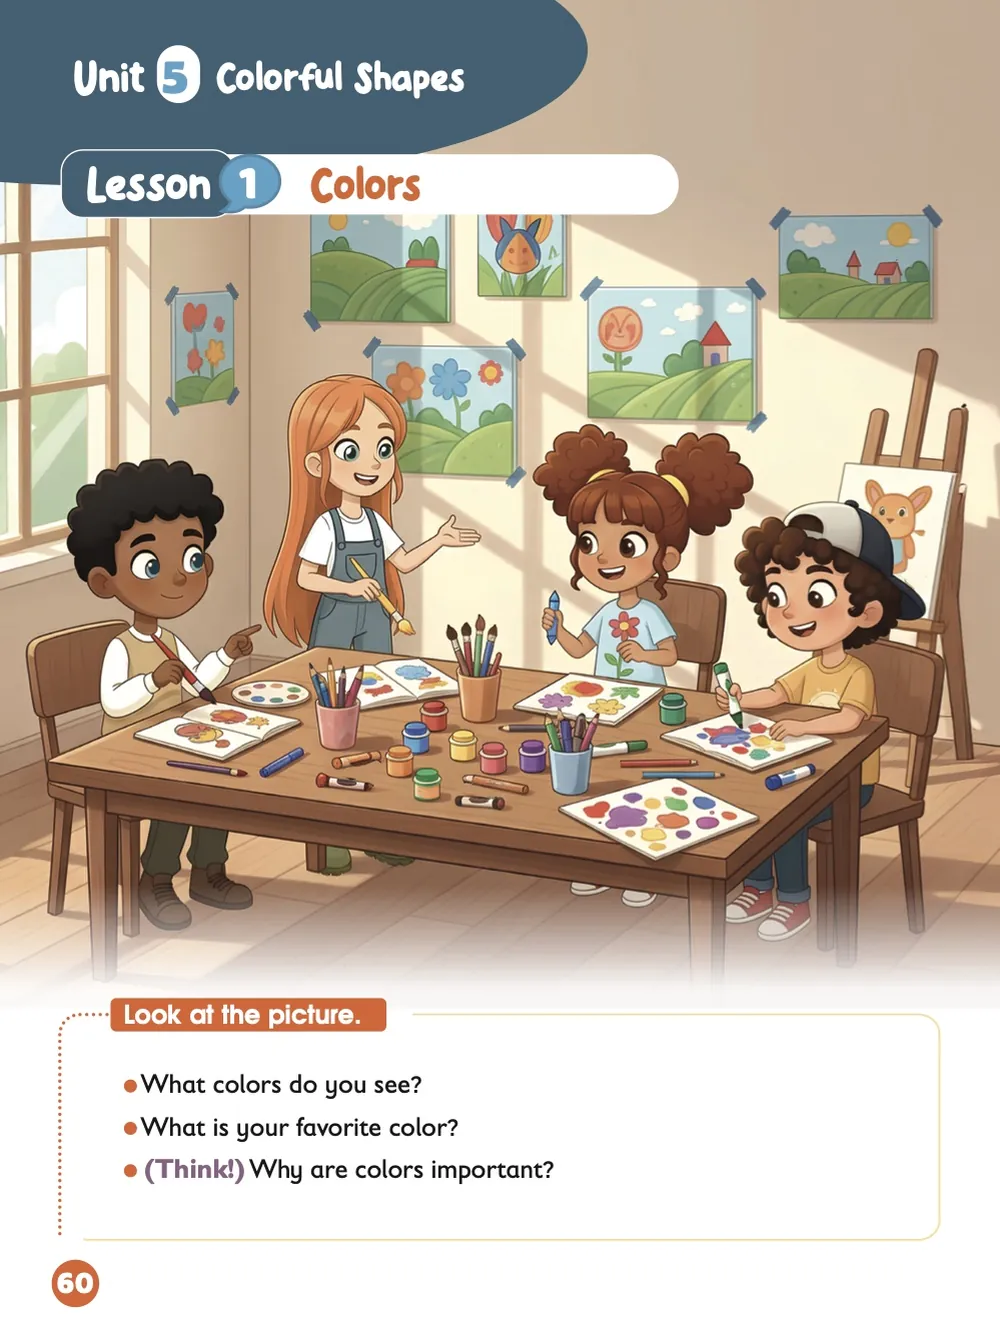 Unit 5 Colorful Shapes
Lesson 1 Colors
Look at the picture.
What colors do you see?
What is your favorite color?
(Think!) Why are colors important?
60